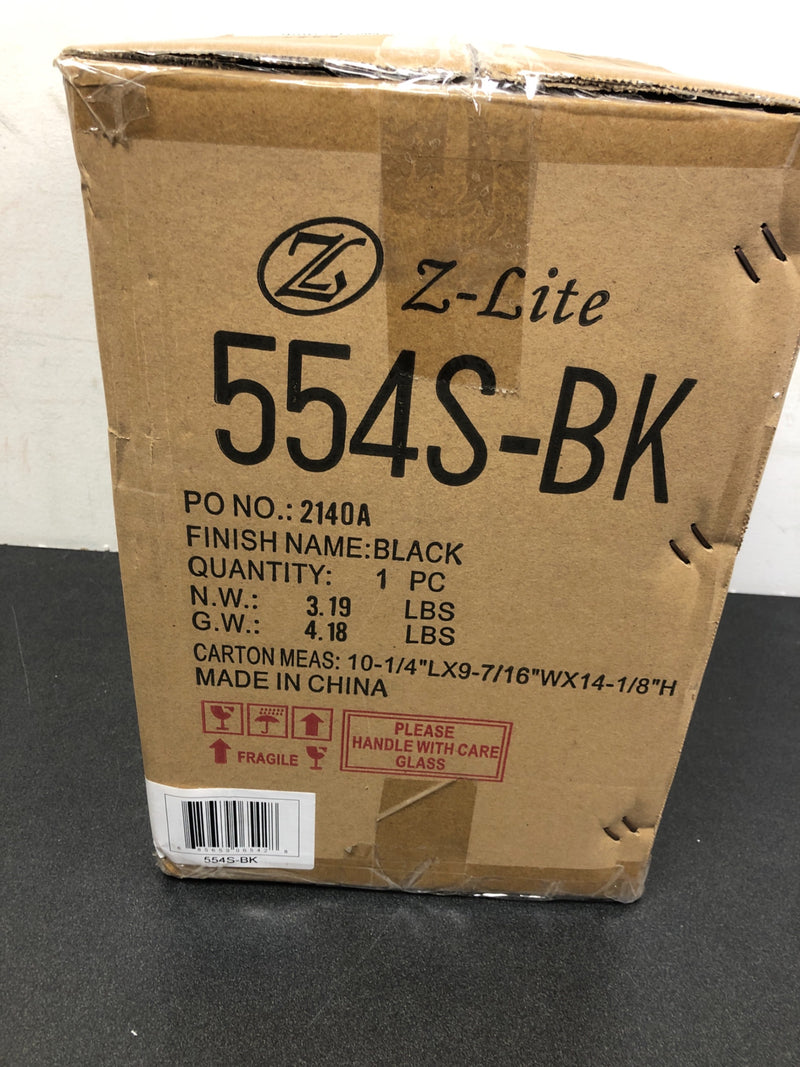 Z-Lite
554S-BK
PO NO.: 2140A
FINISH NAME:BLACK
QUANTITY: 1 PC
N.W.: 3.19 LBS
G.W.: 4.18 LBS
CARTON MEAS: 10-1/4"LX9-7/16"WX14-1/8"H
MADE IN CHINA
FRAGILE
PLEASE
HANDLE WITH CARE
GLASS
554S-BK